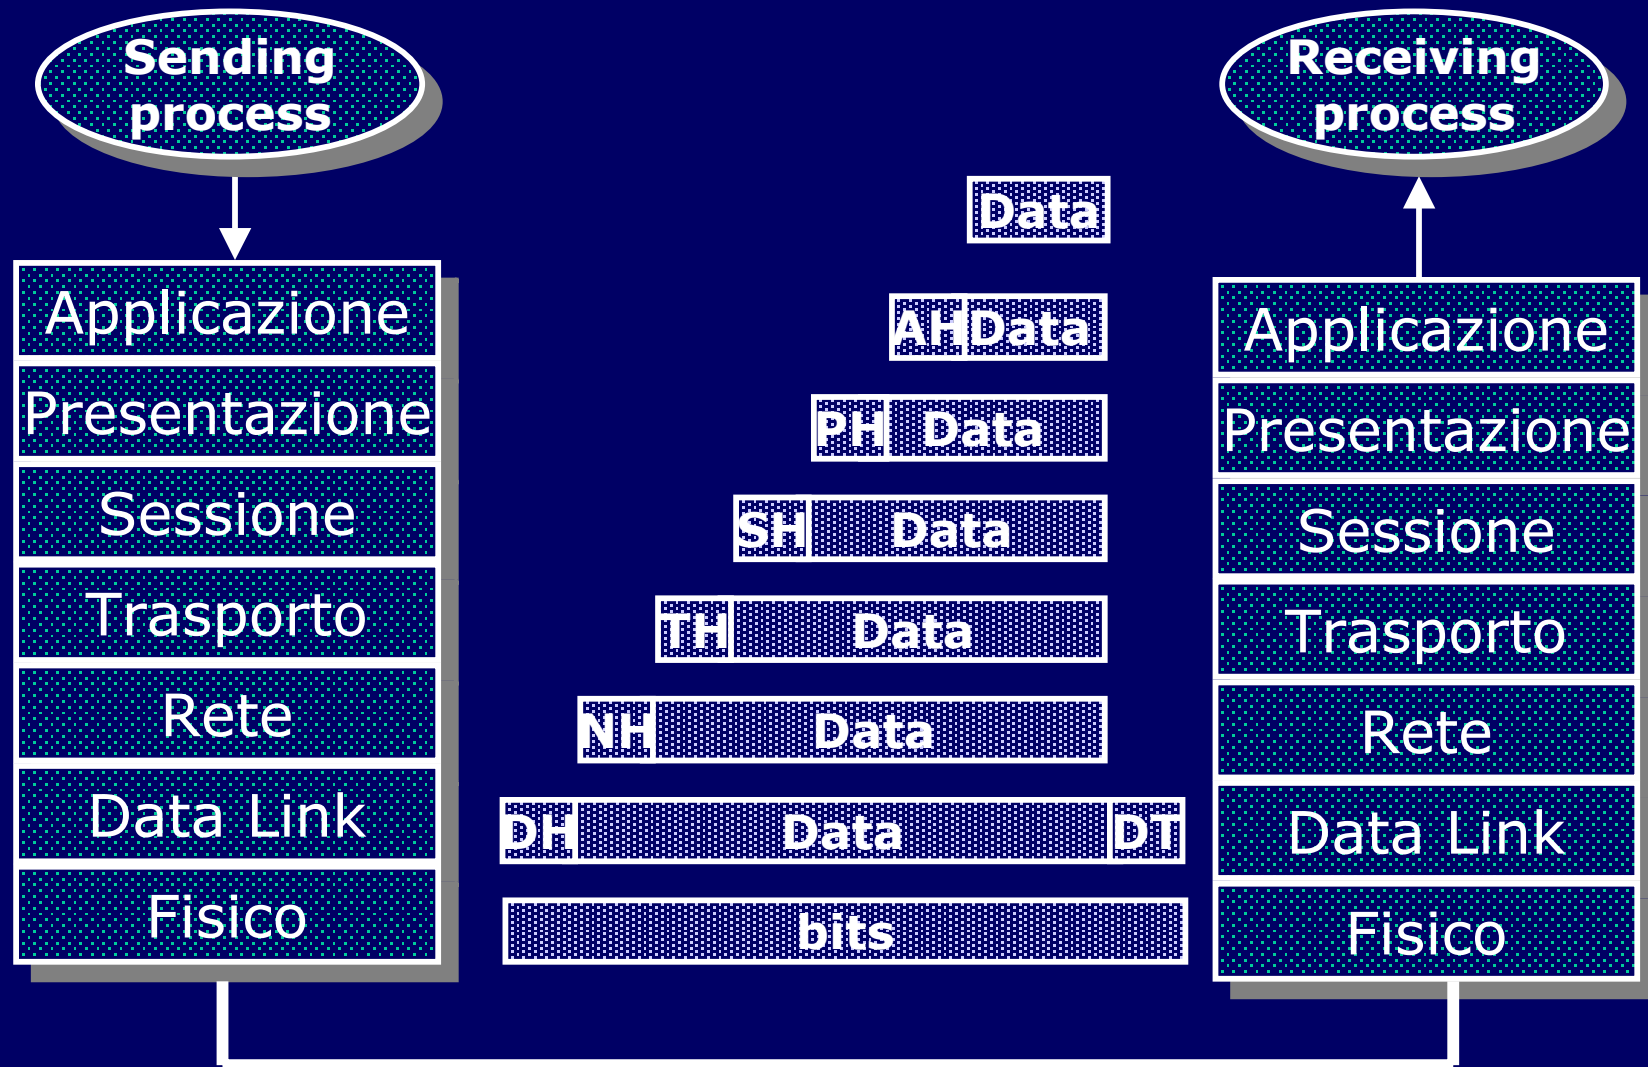 Sending
process
Receiving
process
Data
Applicazione
AH Data
Applicazione
Presentazione
PH Data
Presentazione
Sessione
SH Data
Sessione
Trasporto
TH Data
Trasporto
Rete
NH Data
Rete
Data Link
DH Data DT
Data Link
Fisico
bits
Fisico